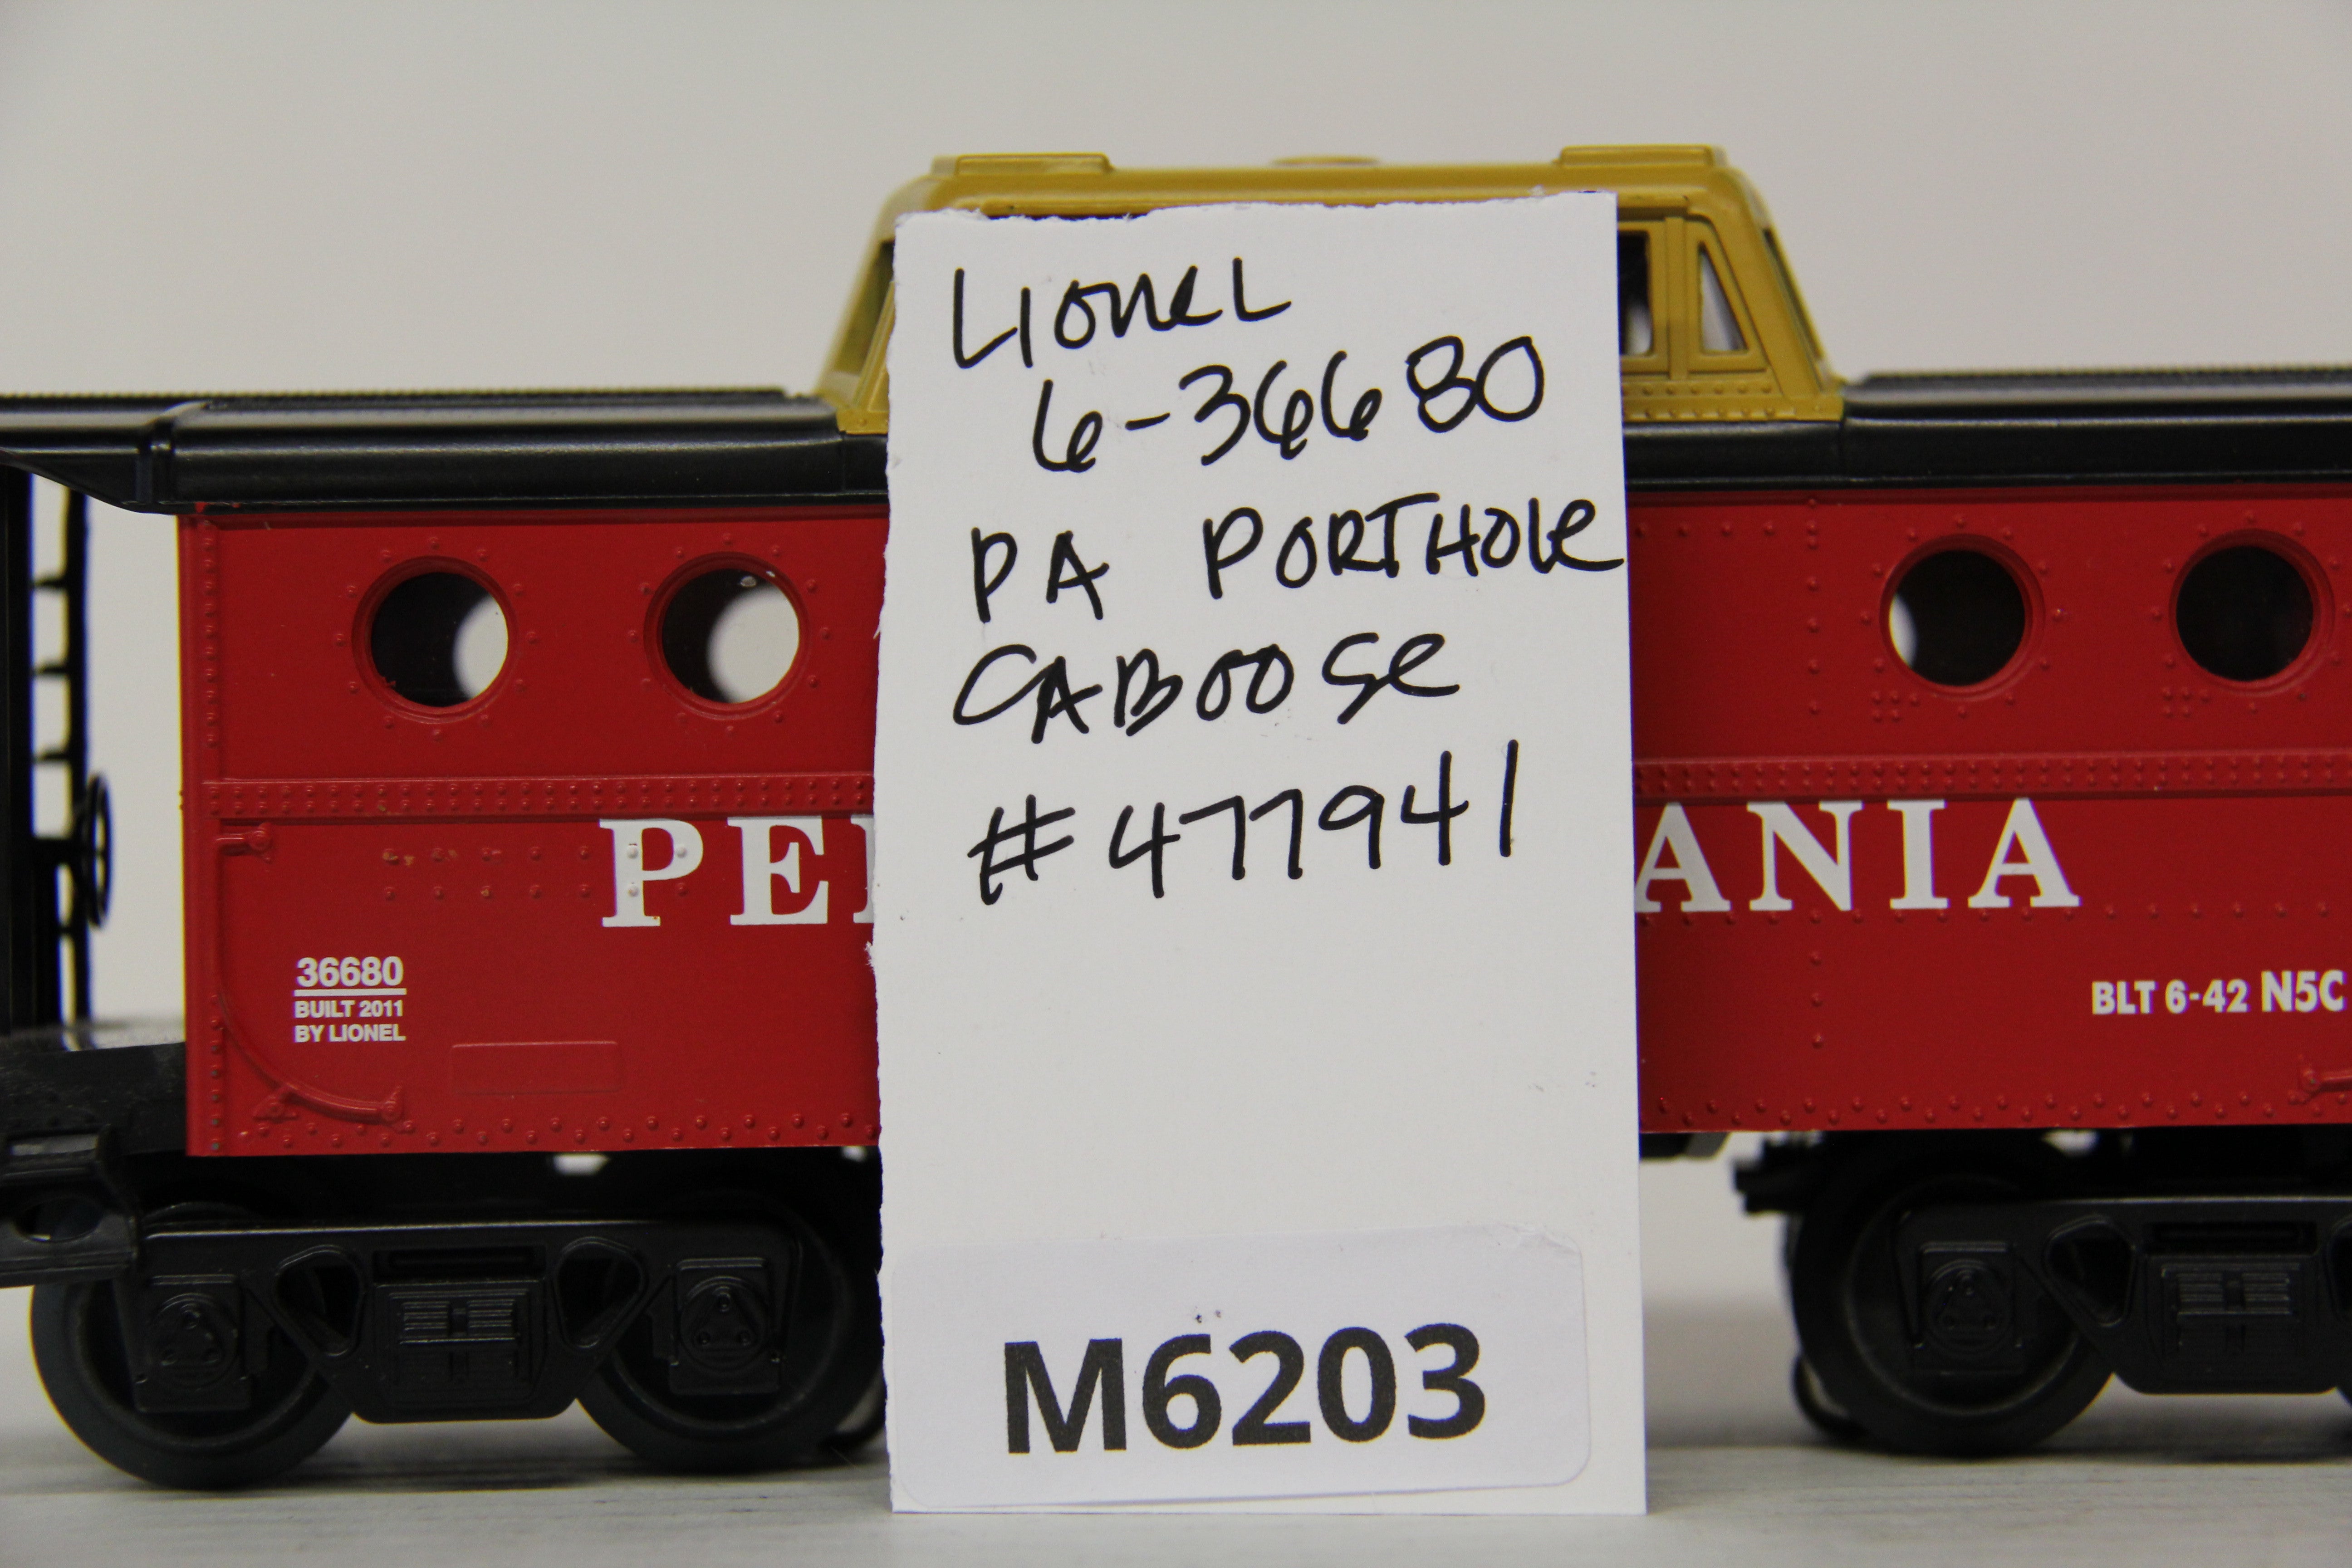 Lionel
6-36680
PA PORTHOLE
CABOOSE
#477941
M6203
PE
ANIA
36680
BUILT 2011
BY LIONEL
BLT 6-42 N5C